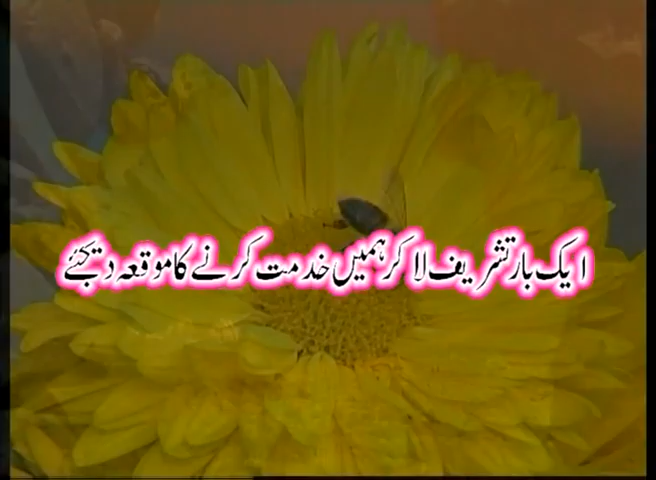 ایک بار تشریف لا کر ہمیں خدمت کرنے کا موقعہ دیجئے